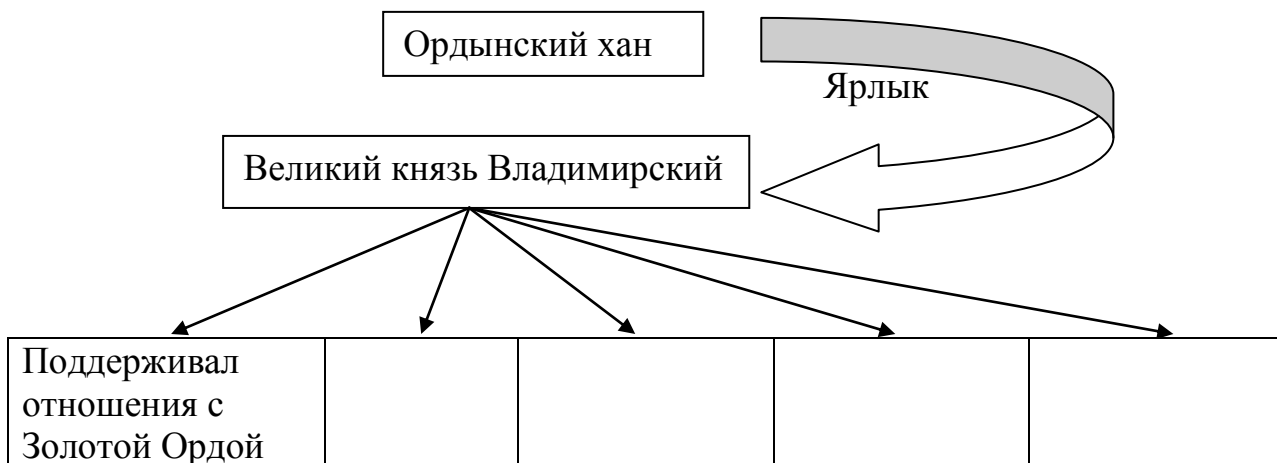 Ордынский хан
Ярлык
Великий князь Владимирский
Поддерживал
отношения с
Золотой Ордой